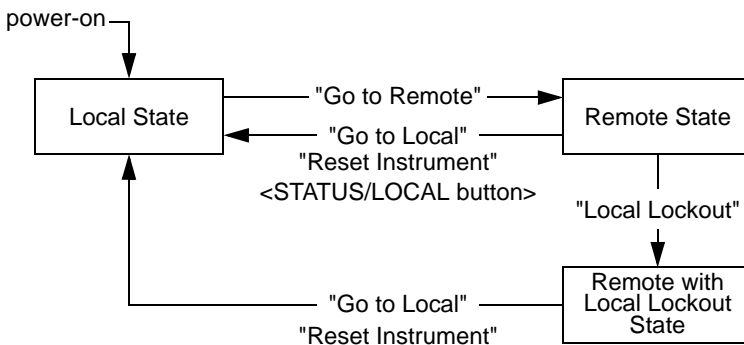 power-on
Local State
"Go to Remote"
Remote State
"Go to Local"
"Reset Instrument"
<STATUS/LOCAL button>
"Local Lockout"
Remote with
Local Lockout
State
"Go to Local"
"Reset Instrument"